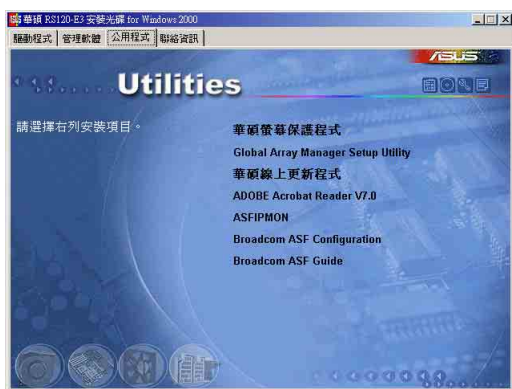 華碩 RS120-E3 安裝光碟 for Windows 2000
驅動程式 管理軟體 公用程式 聯絡資訊
ASUS
Utilities
請選擇右列安裝項目。
華碩螢幕保護程式
Global Array Manager Setup Utility
華碩線上更新程式
ADOBE Acrobat Reader V7.0
ASFIPMON
Broadcom ASF Configuration
Broadcom ASF Guide